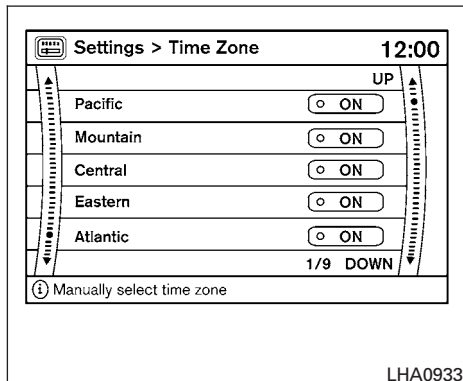 Settings > Time Zone 12:00
UP
Pacific ON
Mountain ON
Central ON
Eastern ON
Atlantic ON
1/9 DOWN
i Manually select time zone
LHA0933